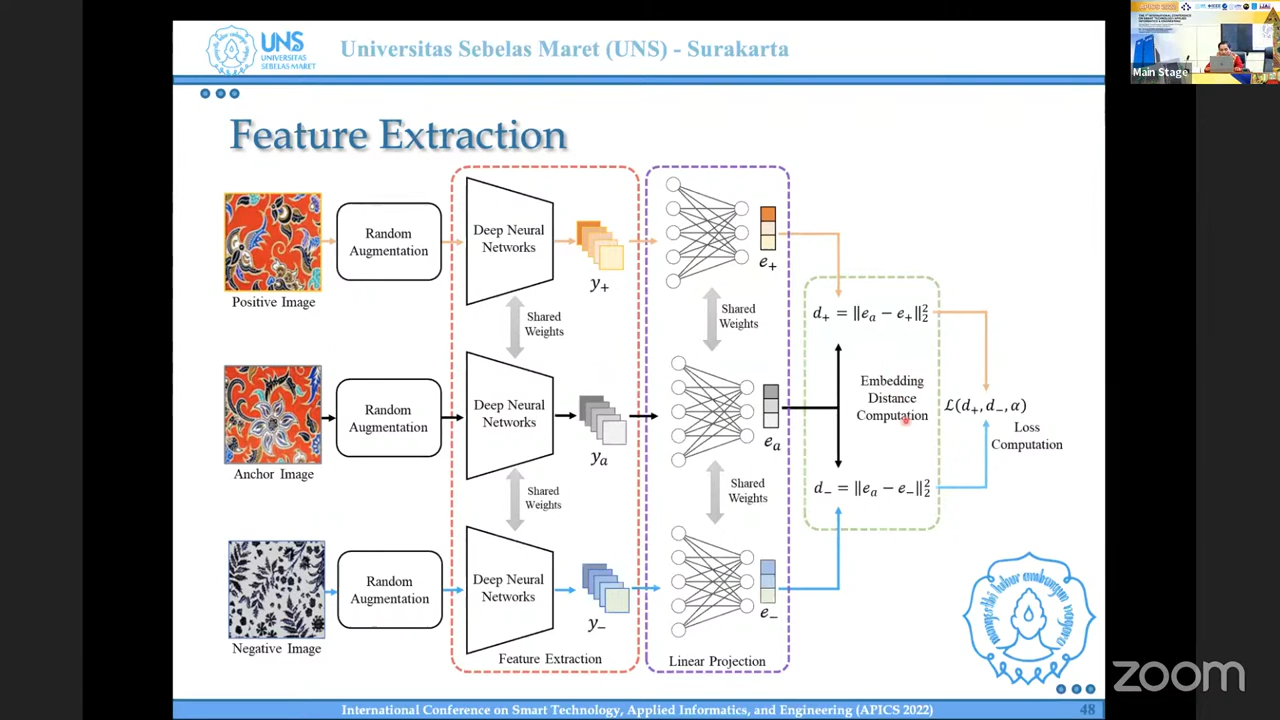 UNS
UNIVERSITAS
SEBELAS MARET
Universitas Sebelas Maret (UNS) - Surakarta
APICS 2022
Main Stage
Feature Extraction
Positive Image
Random
Augmentation
Deep Neural
Networks
y₊
e₊
Shared
Weights
Shared
Weights
d₊ = ‖eₐ − e₊‖₂²
Anchor Image
Random
Augmentation
Deep Neural
Networks
yₐ
eₐ
Embedding
Distance
Computation
ℒ(d₊, d₋, α)
Loss
Computation
Shared
Weights
Shared
Weights
d₋ = ‖eₐ − e₋‖₂²
Negative Image
Random
Augmentation
Deep Neural
Networks
y₋
e₋
Feature Extraction
Linear Projection
zoom
International Conference on Smart Technology, Applied Informatics, and Engineering (APICS 2022)
48